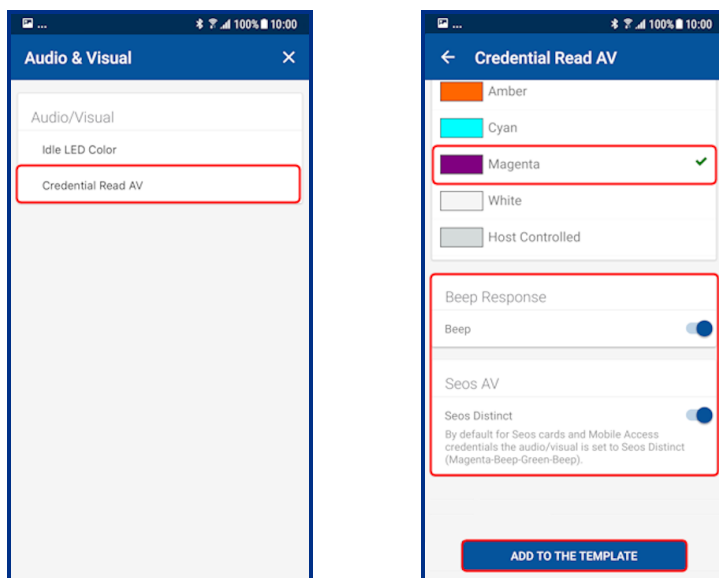 ... 100% 10:00
Audio & Visual
Audio/Visual
Idle LED Color
Credential Read AV
... 100% 10:00
Credential Read AV
Amber
Cyan
Magenta
White
Host Controlled
Beep Response
Beep
Seos AV
Seos Distinct
By default for Seos cards and Mobile Access
credentials the audio/visual is set to Seos Distinct
(Magenta-Beep-Green-Beep).
ADD TO THE TEMPLATE